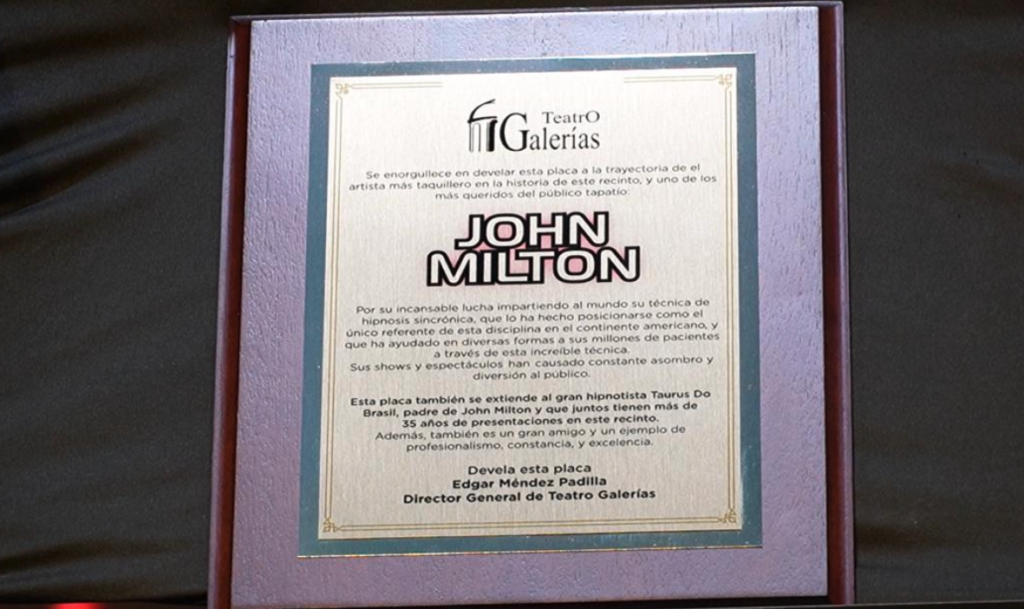 TeatrO
Galerías
Se enorgullece en develar esta placa a la trayectoria de el
artista más taquillero en la historia de este recinto, y uno de los
más queridos del público tapatío:
JOHN
MILTON
Por su incansable lucha impartiendo al mundo su técnica de
hipnosis sincrónica, que lo ha hecho posicionarse como el
único referente de esta disciplina en el continente americano, y
que ha ayudado en diversas formas a sus millones de pacientes
a través de esta increíble técnica.
Sus shows y espectáculos han causado constante asombro y
diversión al público.
Esta placa también se extiende al gran hipnotista Taurus Do
Brasil, padre de John Milton y que juntos tienen más de
35 años de presentaciones en este recinto.
Además, también es un gran amigo y un ejemplo de
profesionalismo, constancia, y excelencia.
Devela esta placa
Edgar Méndez Padilla
Director General de Teatro Galerías